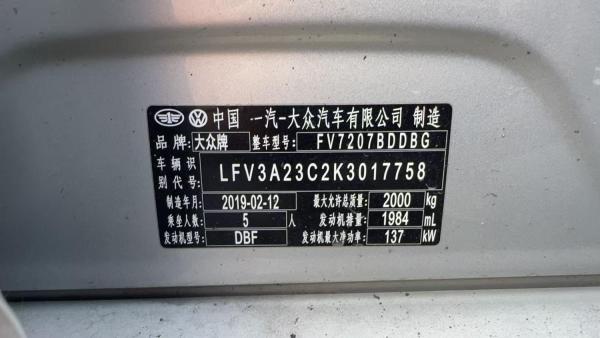 中国 一汽-大众汽车有限公司 制造
品牌: 大众牌 整车型号: FV7207BDDBG
车辆识别代号: LFV3A23C2K3017758
制造年月: 2019-02-12 最大允许总质量: 2000 kg
乘坐人数: 5 人 发动机排量: 1984 mL
发动机型号: DBF 发动机最大净功率: 137 kW